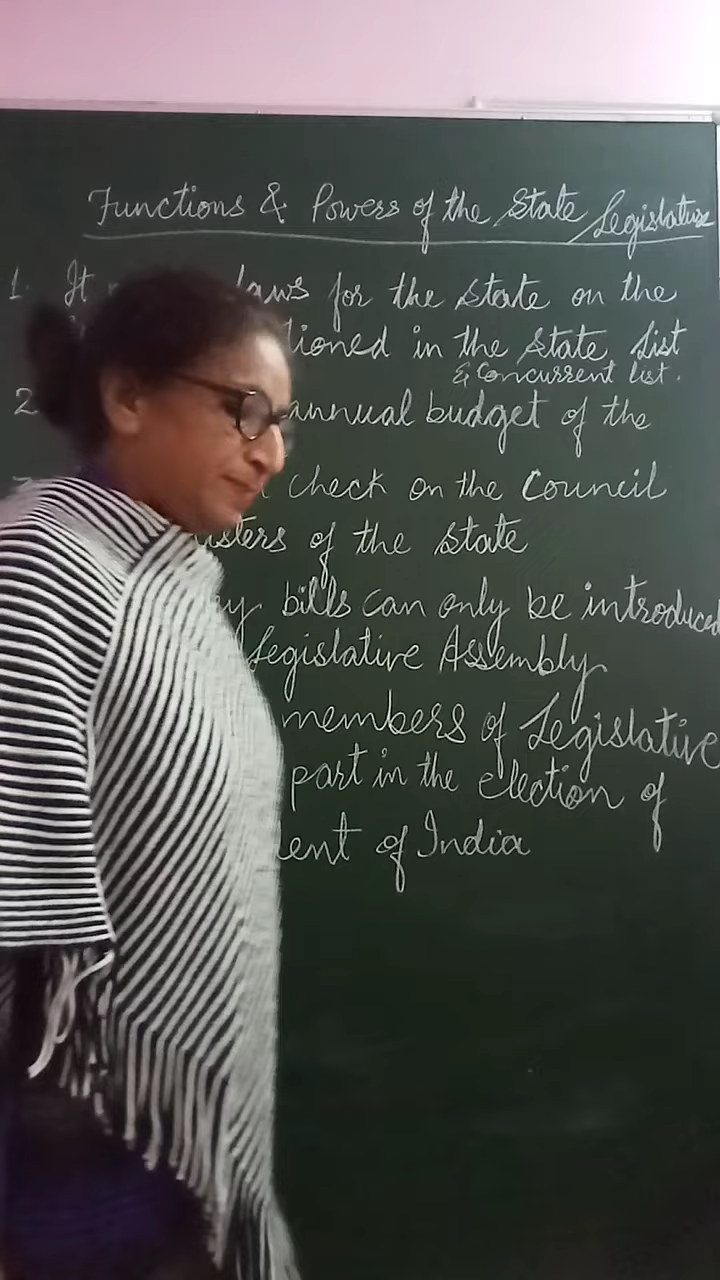 Functions & Powers of the State Legislature
1. It laws for the State on the
tioned in the State List
& Concurrent list.
2 annual budget of the
check on the Council
isters of the State
bills can only be introduced
Legislative Assembly
members of Legislative
part in the election of
ent of India